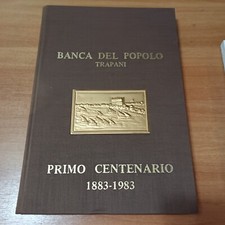 BANCA DEL POPOLO
TRAPANI
PRIMO CENTENARIO
1883-1983